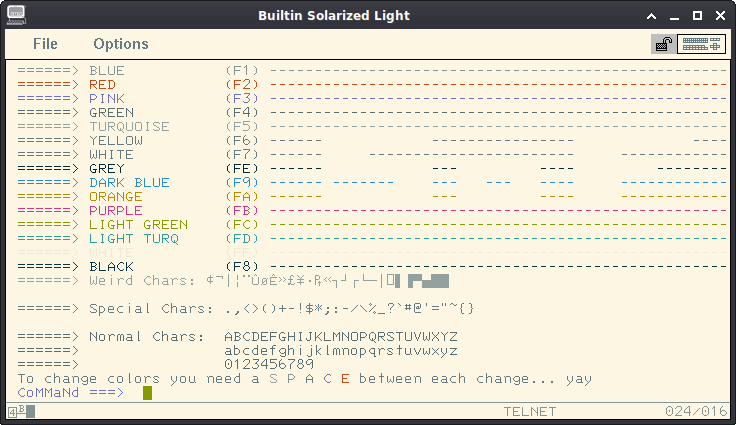 Builtin Solarized Light
File Options
======> BLUE (F1) ---------------------------------------------------
======> RED (F2) ---------------------------------------------------
======> PINK (F3) ---------------------------------------------------
======> GREEN (F4) ---------------------------------------------------
======> TURQUOISE (F5) ---------------------------------------------------
======> YELLOW (F6) ------ ---------------- ----
======> WHITE (F7) ------ ---------------------- ------------
======> GREY (FE) ------ --- ----------------
======> DARK BLUE (F9) ------ ------- --- --- ------ ------------
======> ORANGE (FA) ------ --- ----------------
======> PURPLE (FB) ---------------------------------------------------
======> LIGHT GREEN (FC) ---------------------------------------------------
======> LIGHT TURQ (FD) ---------------------------------------------------
======> WHITE
======> BLACK (F8) ---------------------------------------------------
======> Weird Chars:
======> Special Chars: .,<>()+-!$*;:-/\%_?`#@'="~{}
======> Normal Chars: ABCDEFGHIJKLMNOPQRSTUVWXYZ
======> abcdefghijklmnopqrstuvwxyz
======> 0123456789
To change colors you need a S P A C E between each change... yay
CoMMaNd ===>
4B TELNET 024/016